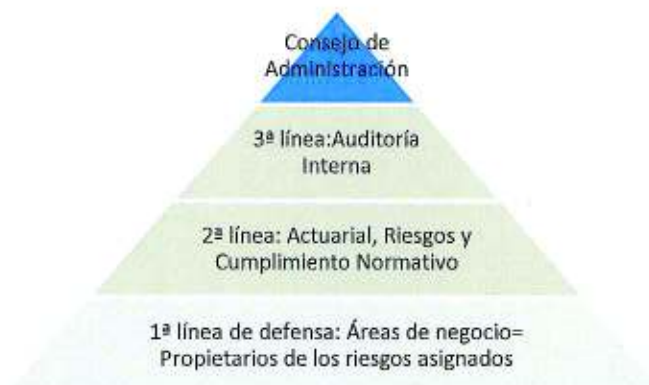 Consejo de
Administración
3ª línea:Auditoría
Interna
2ª línea: Actuarial, Riesgos y
Cumplimiento Normativo
1ª línea de defensa: Áreas de negocio=
Propietarios de los riesgos asignados